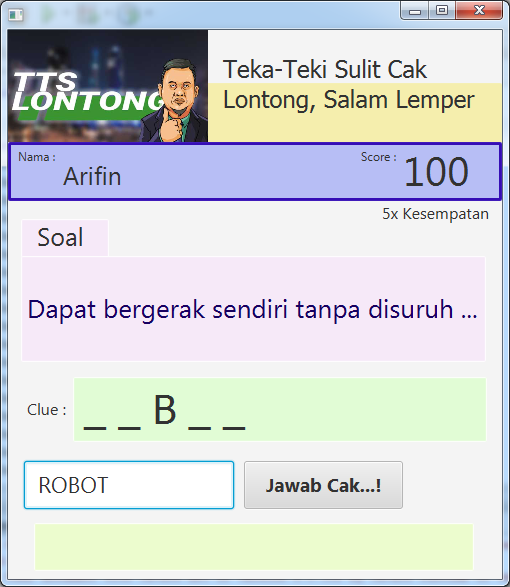 TTS
LONTONG
Teka-Teki Sulit Cak
Lontong, Salam Lemper
Nama :
Arifin
Score :
100
5x Kesempatan
Soal
Dapat bergerak sendiri tanpa disuruh ...
Clue :
_ _ B _ _
ROBOT
Jawab Cak...!